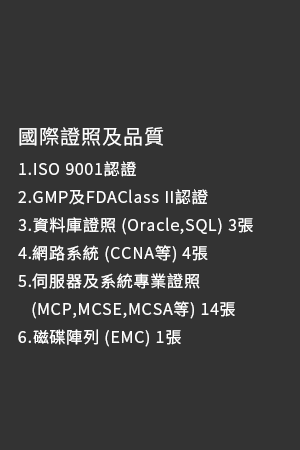 國際證照及品質
1.ISO 9001認證
2.GMP及FDAClass II認證
3.資料庫證照 (Oracle,SQL) 3張
4.網路系統 (CCNA等) 4張
5.伺服器及系統專業證照
(MCP,MCSE,MCSA等) 14張
6.磁碟陣列 (EMC) 1張